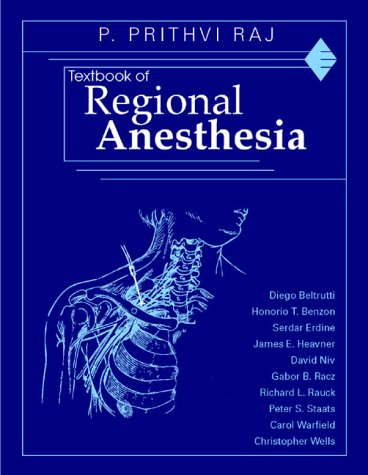 P. PRITHVI RAJ
Textbook of
Regional
Anesthesia
Diego Beltrutti
Honorio T. Benzon
Serdar Erdine
James E. Heavner
David Niv
Gabor B. Racz
Richard L. Rauck
Peter S. Staats
Carol Warfield
Christopher Wells